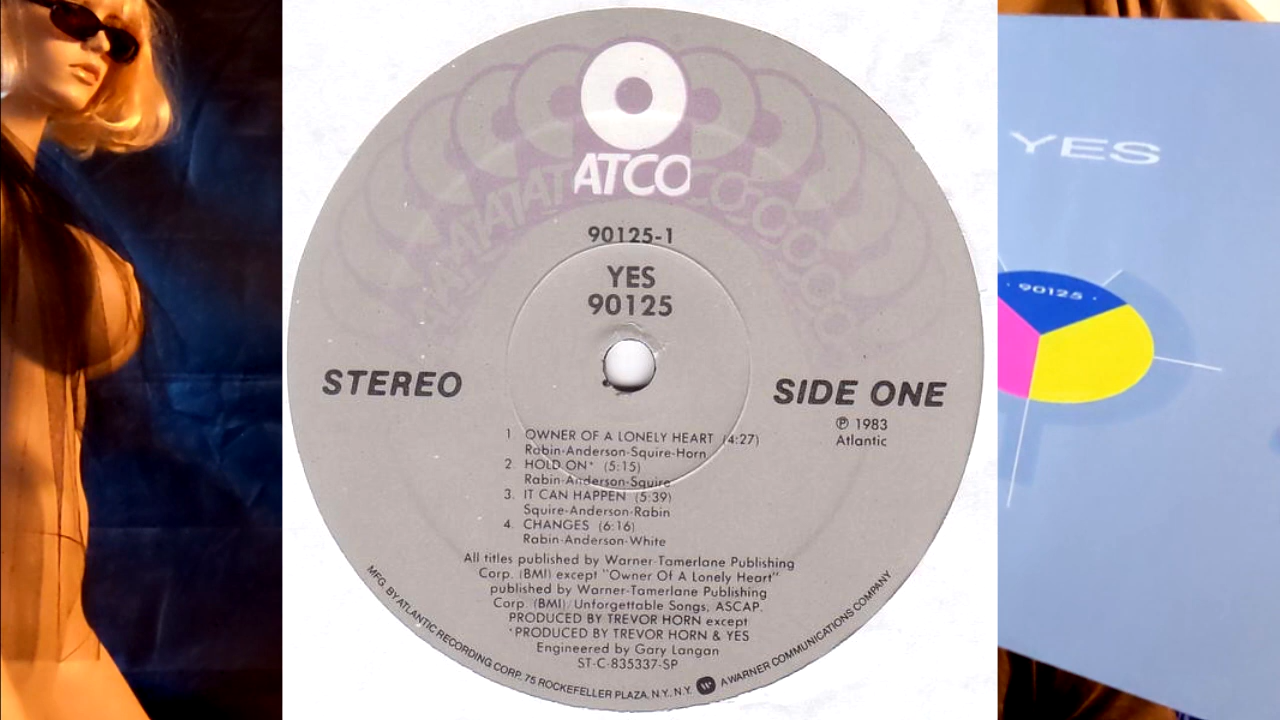 ATCO
90125-1
YES
90125
STEREO
SIDE ONE
℗ 1983
Atlantic
1 OWNER OF A LONELY HEART (4:27)
Rabin-Anderson-Squire-Horn
2. HOLD ON* (5:15)
Rabin-Anderson-Squire
3. IT CAN HAPPEN (5:39)
Squire-Anderson-Rabin
4. CHANGES (6:16)
Rabin-Anderson-White
All titles published by Warner-Tamerlane Publishing
Corp. (BMI) except "Owner Of A Lonely Heart"
published by Warner-Tamerlane Publishing
Corp. (BMI)/Unforgettable Songs, ASCAP.
PRODUCED BY TREVOR HORN except
*PRODUCED BY TREVOR HORN & YES
Engineered by Gary Langan
ST-C-835337-SP
MFG. BY ATLANTIC RECORDING CORP. 75 ROCKEFELLER PLAZA, N.Y., N.Y. A WARNER COMMUNICATIONS COMPANY
YES
· 90125 ·